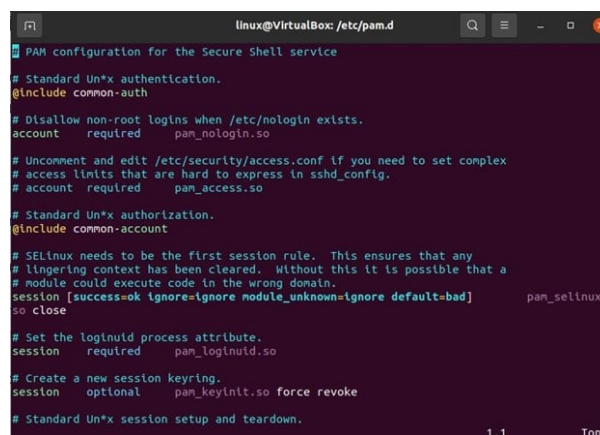 linux@VirtualBox: /etc/pam.d
# PAM configuration for the Secure Shell service
# Standard Un*x authentication.
@include common-auth
# Disallow non-root logins when /etc/nologin exists.
account required pam_nologin.so
# Uncomment and edit /etc/security/access.conf if you need to set complex
# access limits that are hard to express in sshd_config.
# account required pam_access.so
# Standard Un*x authorization.
@include common-account
# SELinux needs to be the first session rule. This ensures that any
# lingering context has been cleared. Without this it is possible that a
# module could execute code in the wrong domain.
session [success=ok ignore=ignore module_unknown=ignore default=bad] pam_selinux
so close
# Set the loginuid process attribute.
session required pam_loginuid.so
# Create a new session keyring.
session optional pam_keyinit.so force revoke
# Standard Un*x session setup and teardown.
1,1 Top